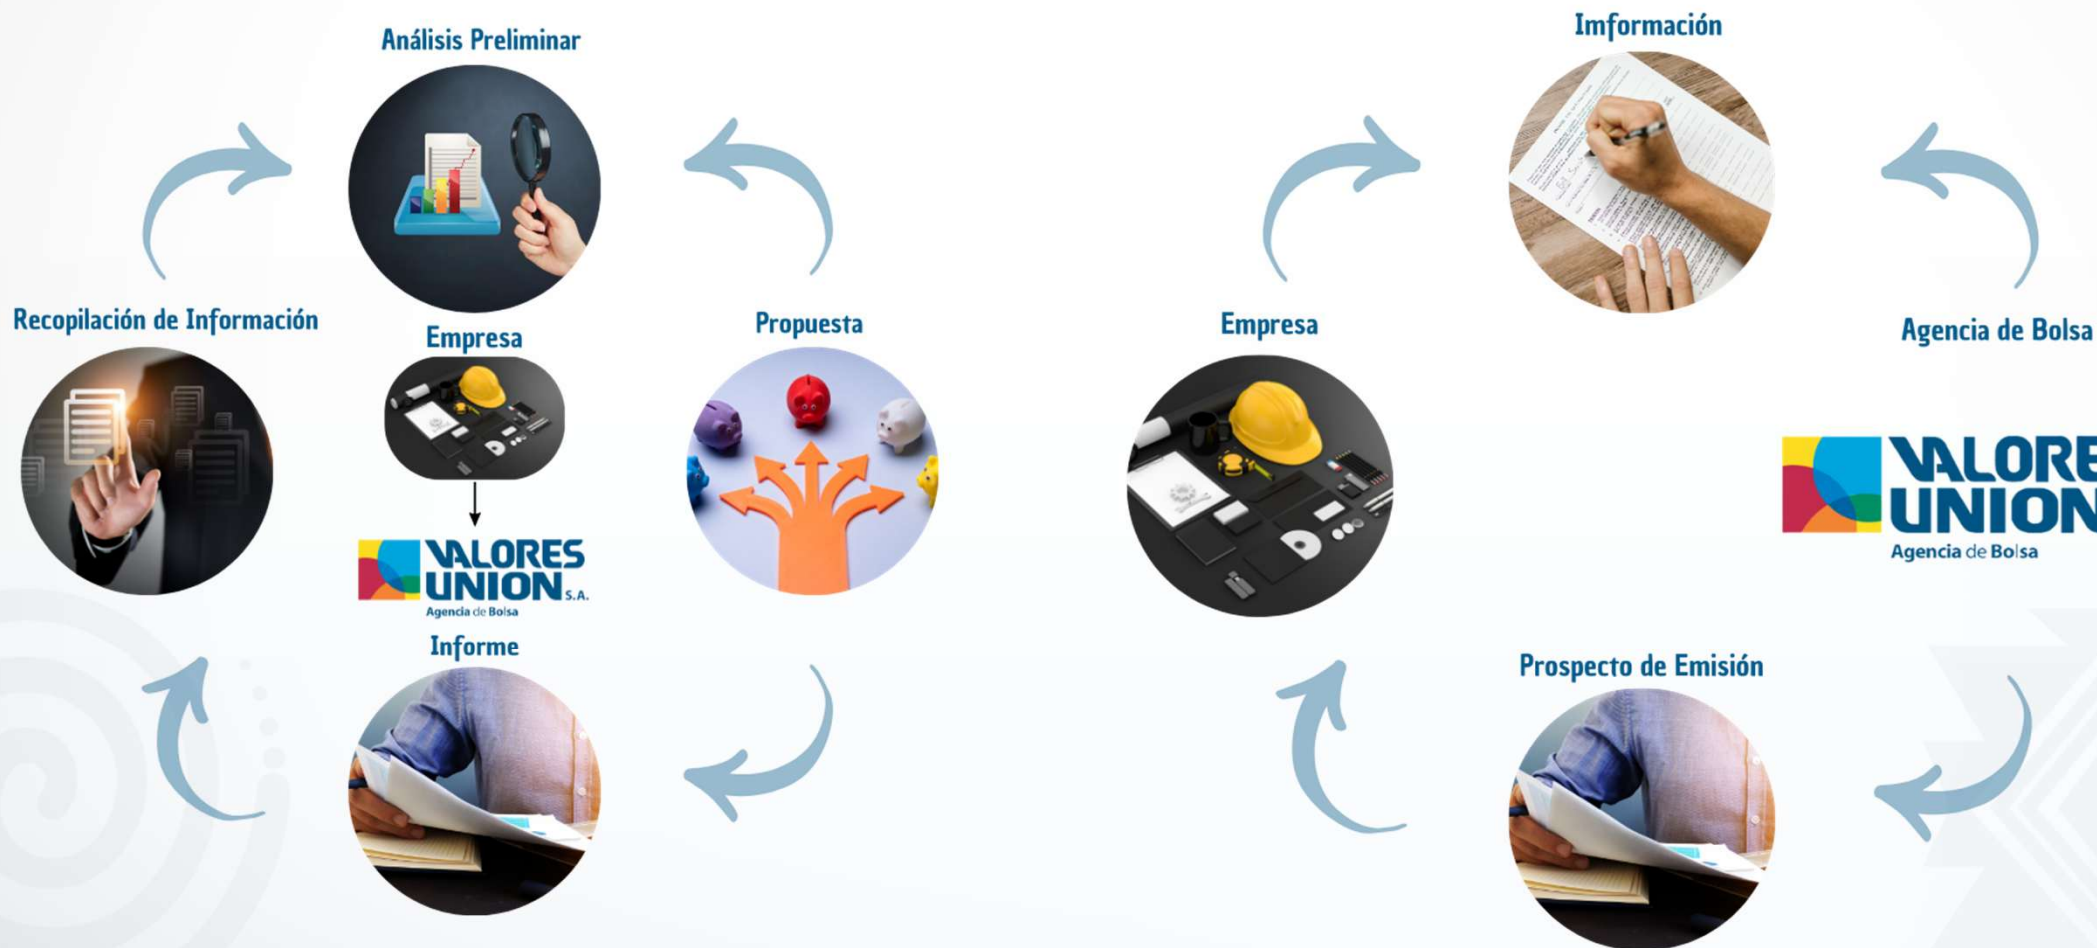 Análisis Preliminar
Recopilación de Información
Empresa
Propuesta
VALORES
UNION S.A.
Agencia de Bolsa
Informe
Imformación
Empresa
Agencia de Bolsa
VALORE
UNION
Agencia de Bolsa
Prospecto de Emisión